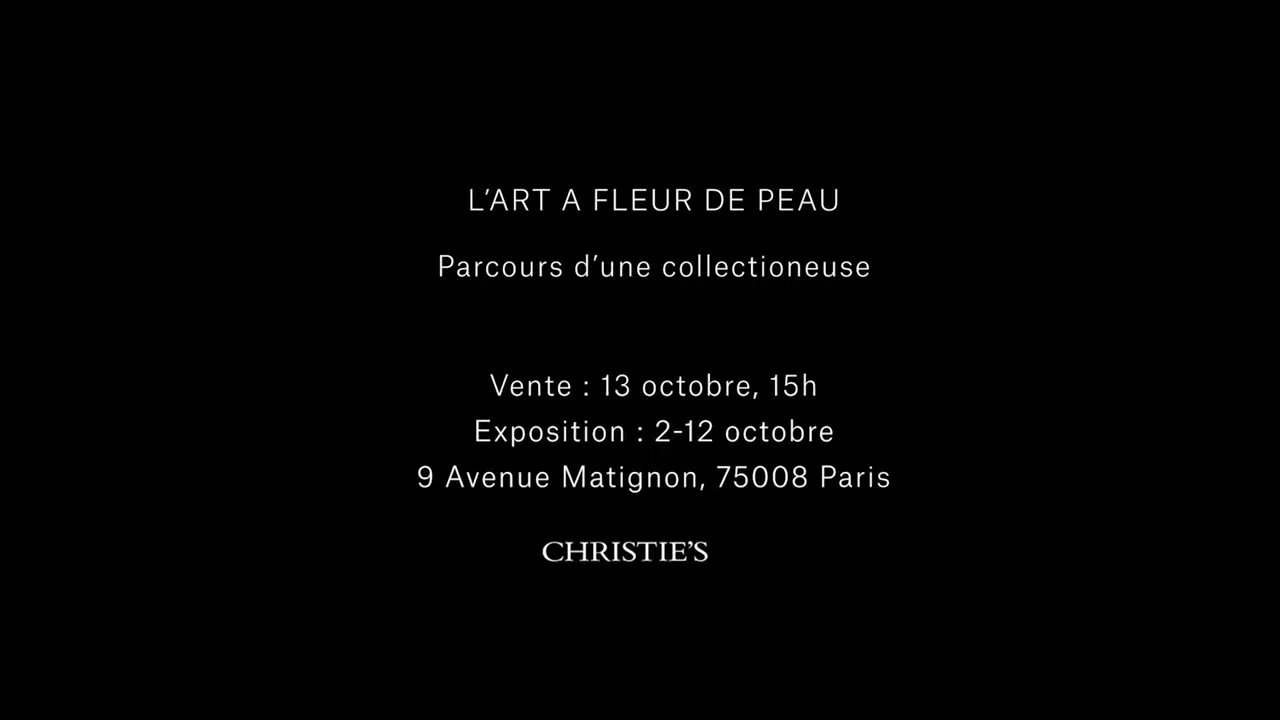 L’ART A FLEUR DE PEAU
Parcours d’une collectioneuse
Vente : 13 octobre, 15h
Exposition : 2-12 octobre
9 Avenue Matignon, 75008 Paris
CHRISTIE’S